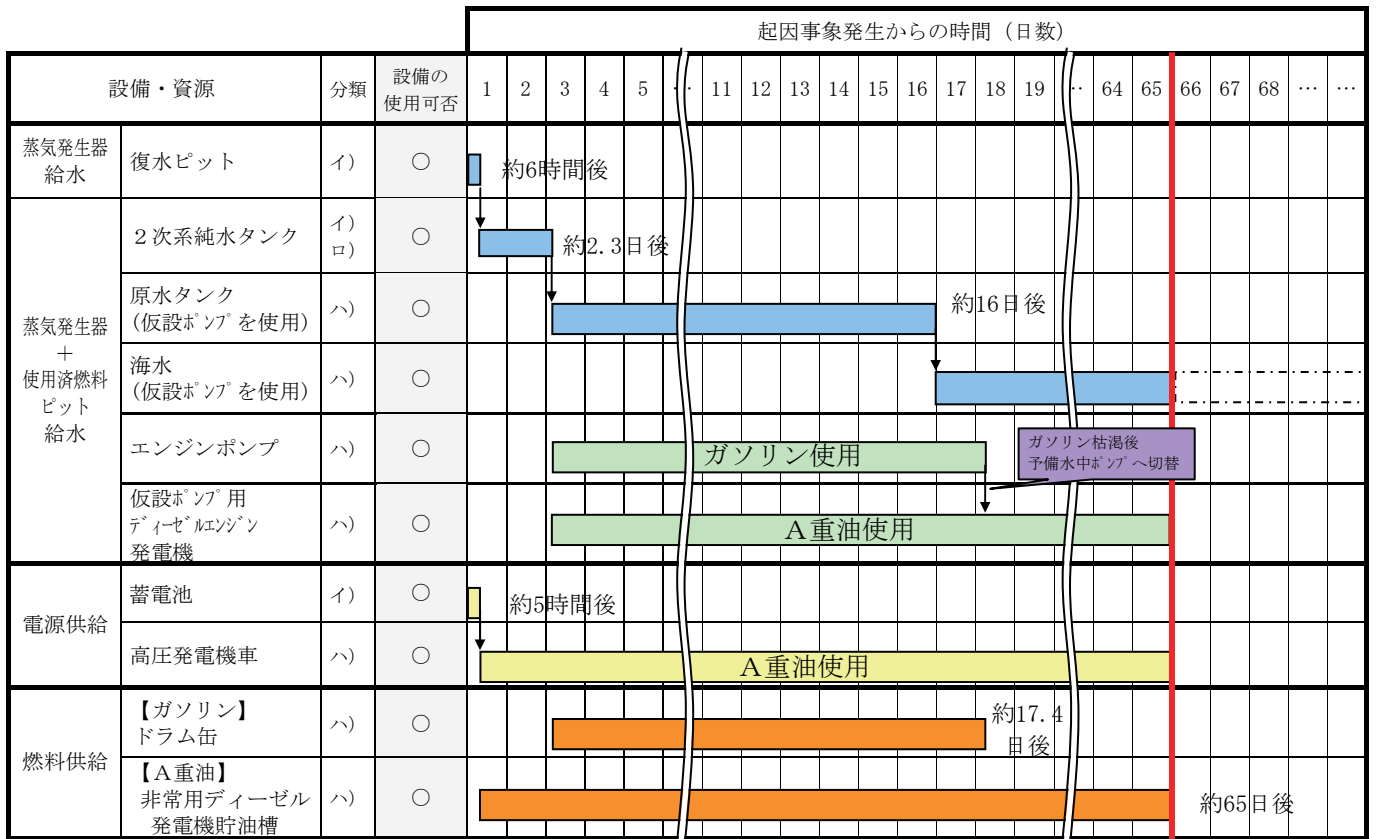 起因事象発生からの時間（日数）
設備・資源 分類 設備の使用可否 1 2 3 4 5 … 11 12 13 14 15 16 17 18 19 … 64 65 66 67 68 … …
蒸気発生器
給水
復水ピット イ) ○ 約6時間後
蒸気発生器
＋
使用済燃料
ピット
給水
２次系純水タンク イ)
ロ) ○ 約2.3日後
原水タンク
(仮設ﾎﾟﾝﾌﾟを使用) ハ) ○ 約16日後
海水
(仮設ﾎﾟﾝﾌﾟを使用) ハ) ○
エンジンポンプ ハ) ○ ガソリン使用
ガソリン枯渇後
予備水中ﾎﾟﾝﾌﾟへ切替
仮設ﾎﾟﾝﾌﾟ用
ﾃﾞｨｰｾﾞﾙｴﾝｼﾞﾝ
発電機 ハ) ○ Ａ重油使用
電源供給
蓄電池 イ) ○ 約5時間後
高圧発電機車 ハ) ○ Ａ重油使用
燃料供給
【ガソリン】
ドラム缶 ハ) ○ 約17.4
日後
【Ａ重油】
非常用ディーゼル
発電機貯油槽 ハ) ○ 約65日後